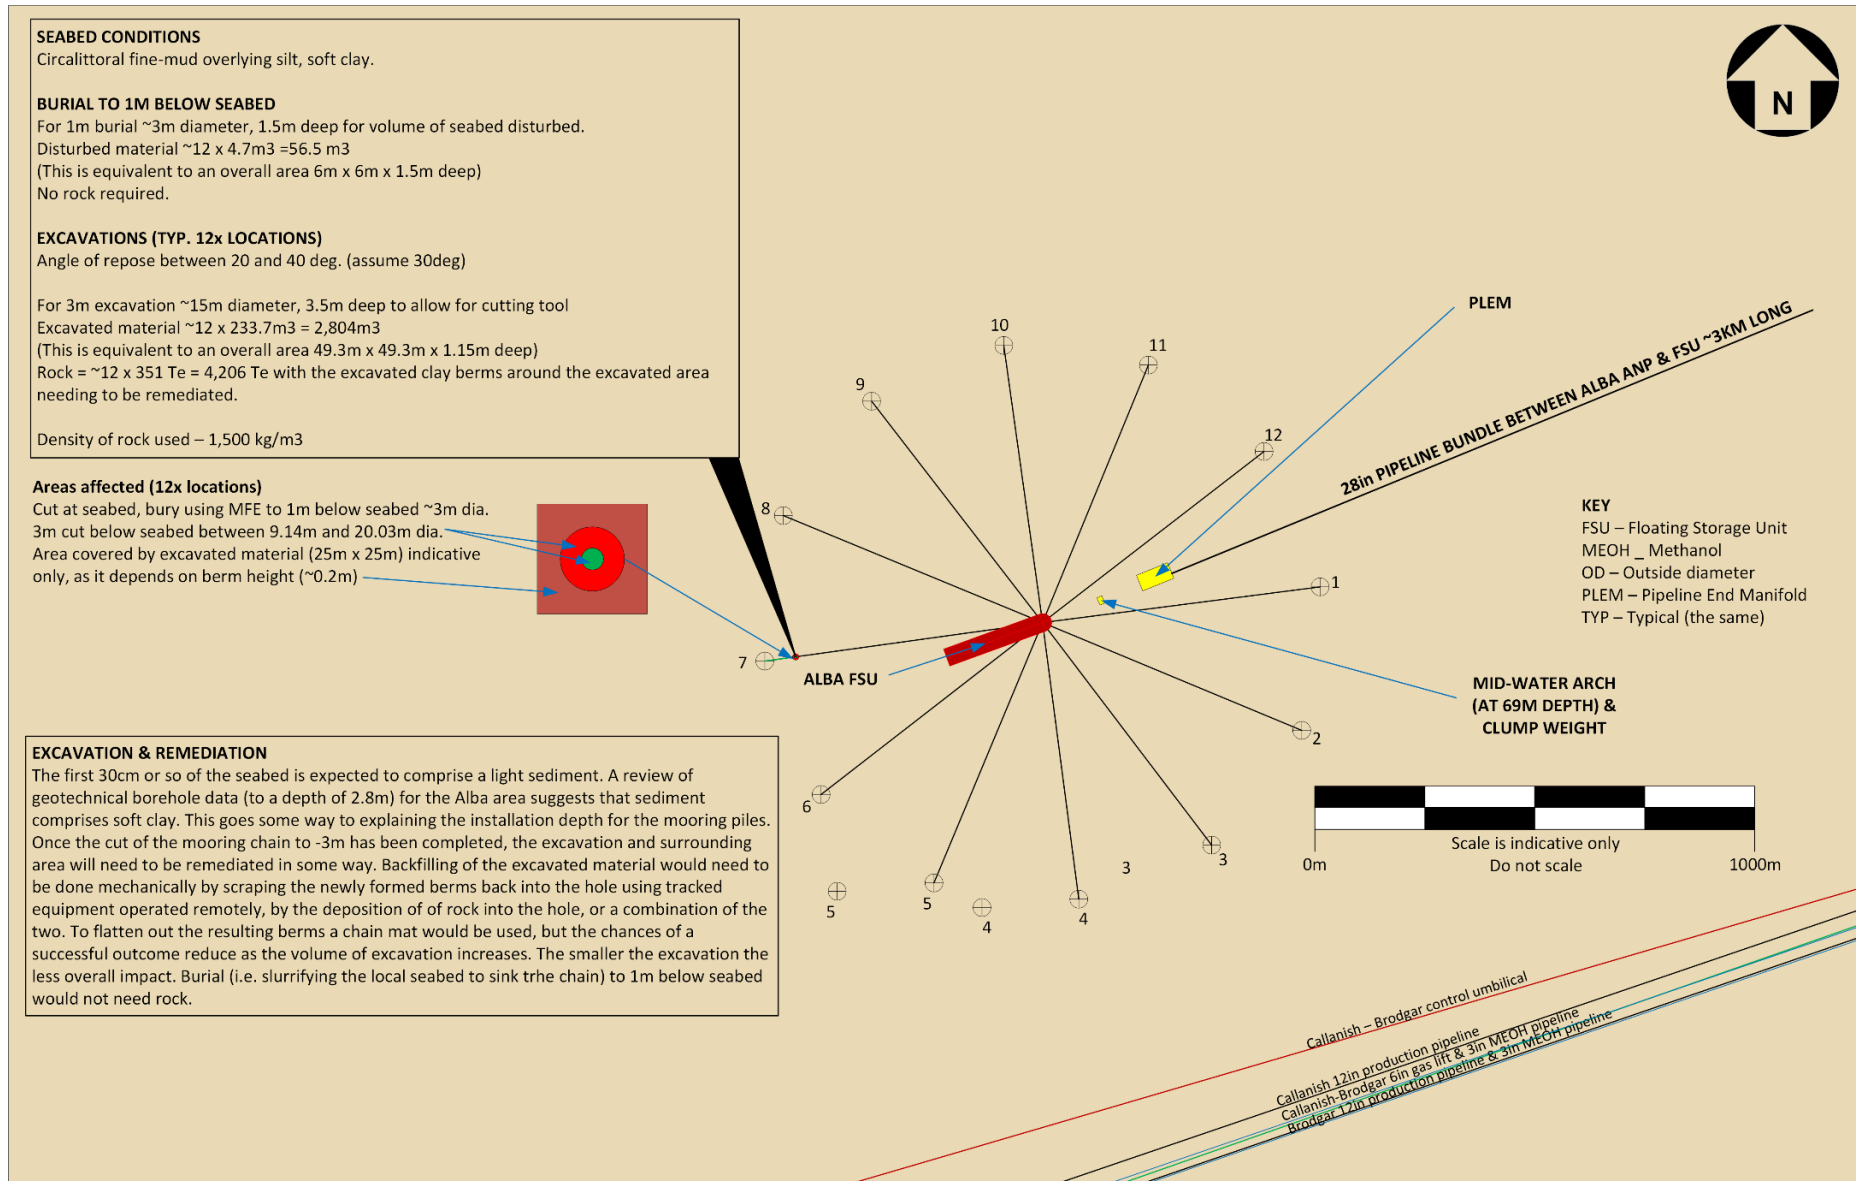 SEABED CONDITIONS
Circalittoral fine-mud overlying silt, soft clay.
BURIAL TO 1M BELOW SEABED
For 1m burial ~3m diameter, 1.5m deep for volume of seabed disturbed.
Disturbed material ~12 x 4.7m3 =56.5 m3
(This is equivalent to an overall area 6m x 6m x 1.5m deep)
No rock required.
EXCAVATIONS (TYP. 12x LOCATIONS)
Angle of repose between 20 and 40 deg. (assume 30deg)
For 3m excavation ~15m diameter, 3.5m deep to allow for cutting tool
Excavated material ~12 x 233.7m3 = 2,804m3
(This is equivalent to an overall area 49.3m x 49.3m x 1.15m deep)
Rock = ~12 x 351 Te = 4,206 Te with the excavated clay berms around the excavated area
needing to be remediated.
Density of rock used – 1,500 kg/m3
Areas affected (12x locations)
Cut at seabed, bury using MFE to 1m below seabed ~3m dia.
3m cut below seabed between 9.14m and 20.03m dia.
Area covered by excavated material (25m x 25m) indicative
only, as it depends on berm height (~0.2m)
N
PLEM
28in PIPELINE BUNDLE BETWEEN ALBA ANP & FSU ~3KM LONG
10
11
9
12
8
1
7
ALBA FSU
2
6
3
3
5
5
4
4
KEY
FSU – Floating Storage Unit
MEOH _ Methanol
OD – Outside diameter
PLEM – Pipeline End Manifold
TYP – Typical (the same)
MID-WATER ARCH
(AT 69M DEPTH) &
CLUMP WEIGHT
EXCAVATION & REMEDIATION
The first 30cm or so of the seabed is expected to comprise a light sediment. A review of
geotechnical borehole data (to a depth of 2.8m) for the Alba area suggests that sediment
comprises soft clay. This goes some way to explaining the installation depth for the mooring piles.
Once the cut of the mooring chain to -3m has been completed, the excavation and surrounding
area will need to be remediated in some way. Backfilling of the excavated material would need to
be done mechanically by scraping the newly formed berms back into the hole using tracked
equipment operated remotely, by the deposition of of rock into the hole, or a combination of the
two. To flatten out the resulting berms a chain mat would be used, but the chances of a
successful outcome reduce as the volume of excavation increases. The smaller the excavation the
less overall impact. Burial (i.e. slurrifying the local seabed to sink trhe chain) to 1m below seabed
would not need rock.
Scale is indicative only
Do not scale
0m
1000m
Callanish – Brodgar control umbilical
Callanish 12in production pipeline
Callanish-Brodgar 6in gas lift & 3in MEOH pipeline
Brodgar 12in production pipeline & 3in MEOH pipeline